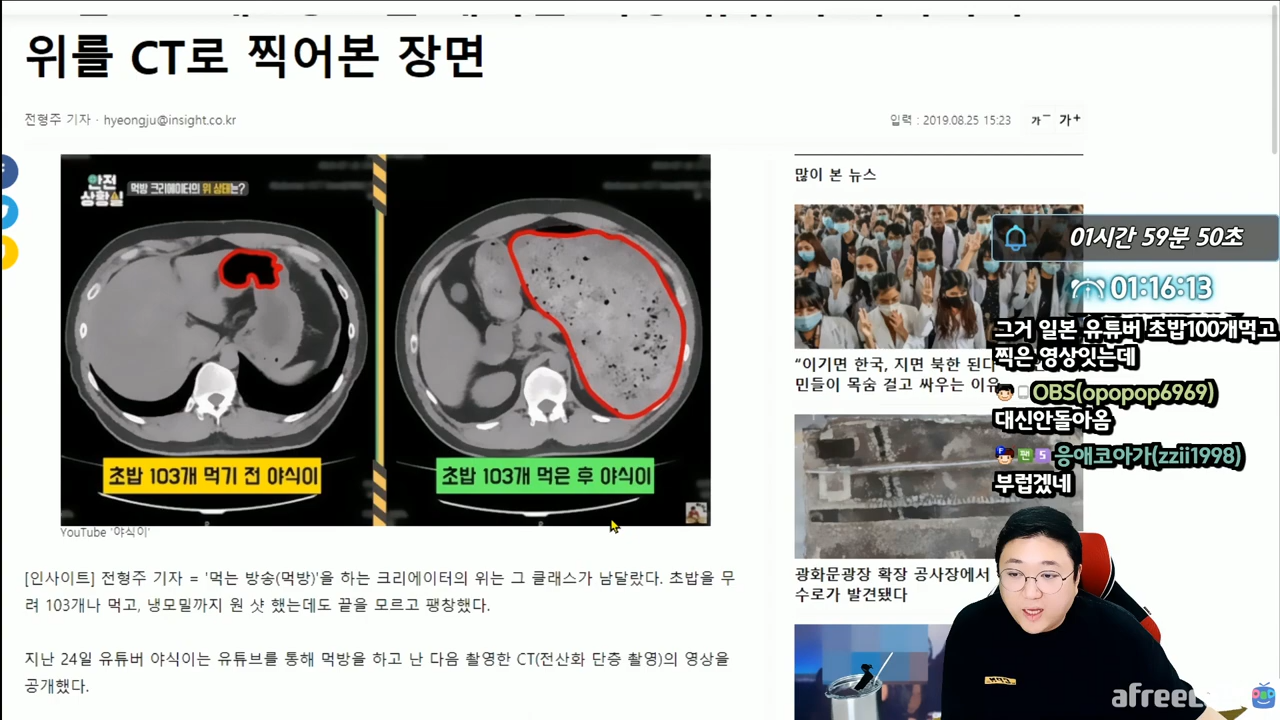 위를 CT로 찍어본 장면
전형주 기자 · hyeongju@insight.co.kr
입력 : 2019.08.25 15:23
가- 가+
안전
상황실
먹방 크리에이터의 위 상태는?
초밥 103개 먹기 전 야식이
초밥 103개 먹은 후 야식이
YouTube '야식이'
[인사이트] 전형주 기자 = '먹는 방송(먹방)'을 하는 크리에이터의 위는 그 클래스가 남달랐다. 초밥을 무
려 103개나 먹고, 냉모밀까지 원 샷 했는데도 끝을 모르고 팽창했다.
지난 24일 유튜버 야식이는 유튜브를 통해 먹방을 하고 난 다음 촬영한 CT(전산화 단층 촬영)의 영상을
공개했다.
많이 본 뉴스
“이기면 한국, 지면 북한 된다
민들이 목숨 걸고 싸우는 이유
광화문광장 확장 공사장에서
수로가 발견됐다
01시간 59분 50초
01:16:13
그거 일본 유튜버 초밥100개먹고
찍은 영상잇는데
OBS(opopop6969)
대신안돌아옴
팬 5 응애코아가(zzii1998)
부럽겠네